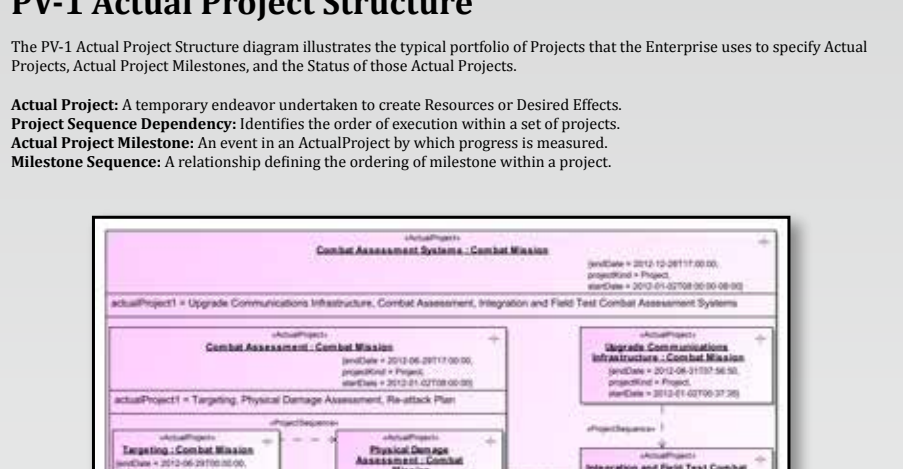 PV-1 Actual Project Structure
The PV-1 Actual Project Structure diagram illustrates the typical portfolio of Projects that the Enterprise uses to specify Actual
Projects, Actual Project Milestones, and the Status of those Actual Projects.
Actual Project: A temporary endeavor undertaken to create Resources or Desired Effects.
Project Sequence Dependency: Identifies the order of execution within a set of projects.
Actual Project Milestone: An event in an ActualProject by which progress is measured.
Milestone Sequence: A relationship defining the ordering of milestone within a project.
«ActualProject»
Combat Assessment Systems : Combat Mission
{endDate = 2012-12-28T17:00:00,
projectKind = Project,
startDate = 2012-01-02T08:00:00-08:00}
actualProject1 = Upgrade Communications Infrastructure, Combat Assessment, Integration and Field Test Combat Assessment Systems
«ActualProject»
Combat Assessment : Combat Mission
{endDate = 2012-06-29T17:00:00,
projectKind = Project,
startDate = 2012-01-02T08:00:00}
actualProject1 = Targeting, Physical Damage Assessment, Re-attack Plan
«ActualProject»
Upgrade Communications
Infrastructure : Combat Mission
projectKind = Project,
«ProjectSequence»
«ProjectSequence»
«ActualProject»
Targeting : Combat Mission
«ActualProject»
Physical Damage
Assessment : Combat
Mission
«ActualProject»
Integration and Field Test Combat